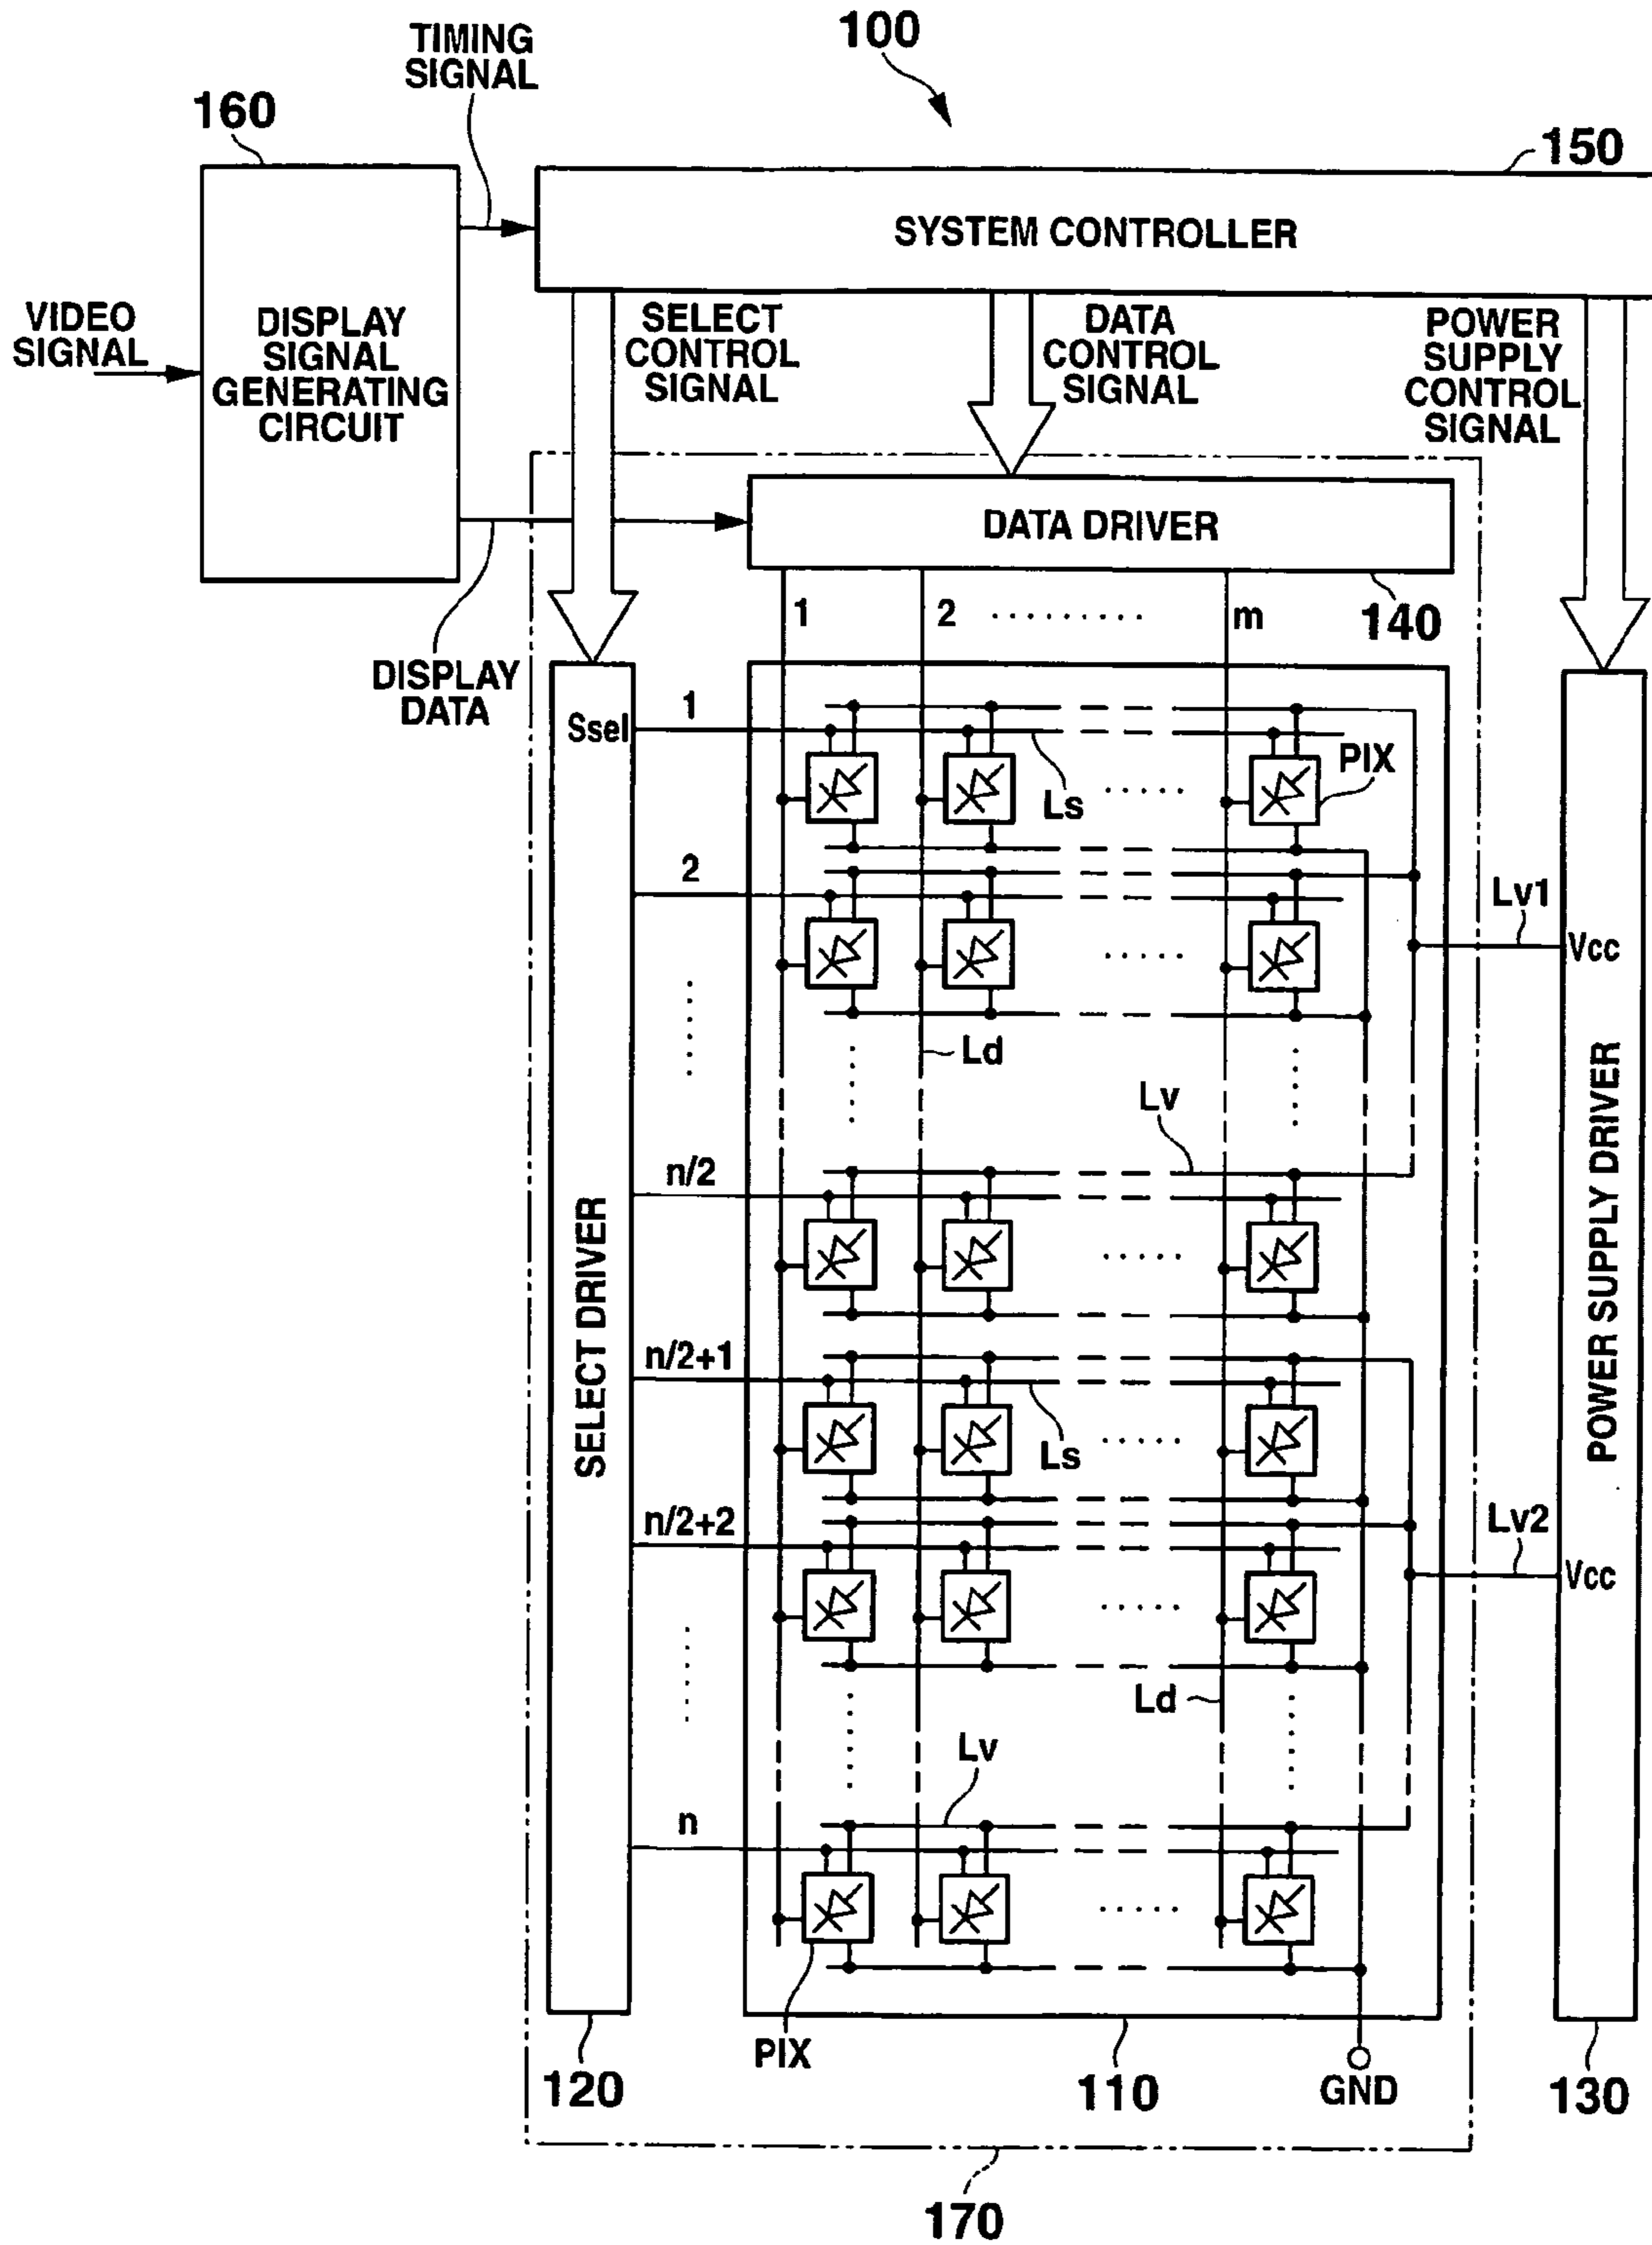 100
TIMING
SIGNAL
160
150
SYSTEM CONTROLLER
VIDEO
SIGNAL
DISPLAY
SIGNAL
GENERATING
CIRCUIT
SELECT
CONTROL
SIGNAL
DATA
CONTROL
SIGNAL
POWER
SUPPLY
CONTROL
SIGNAL
DATA DRIVER
140
1
2
m
DISPLAY
DATA
Ssel
1
Ls
PIX
2
Lv1
Vcc
Ld
Lv
n/2
SELECT DRIVER
POWER SUPPLY DRIVER
n/2+1
Ls
n/2+2
Lv2
Vcc
Ld
Lv
n
PIX
120
110
GND
130
170